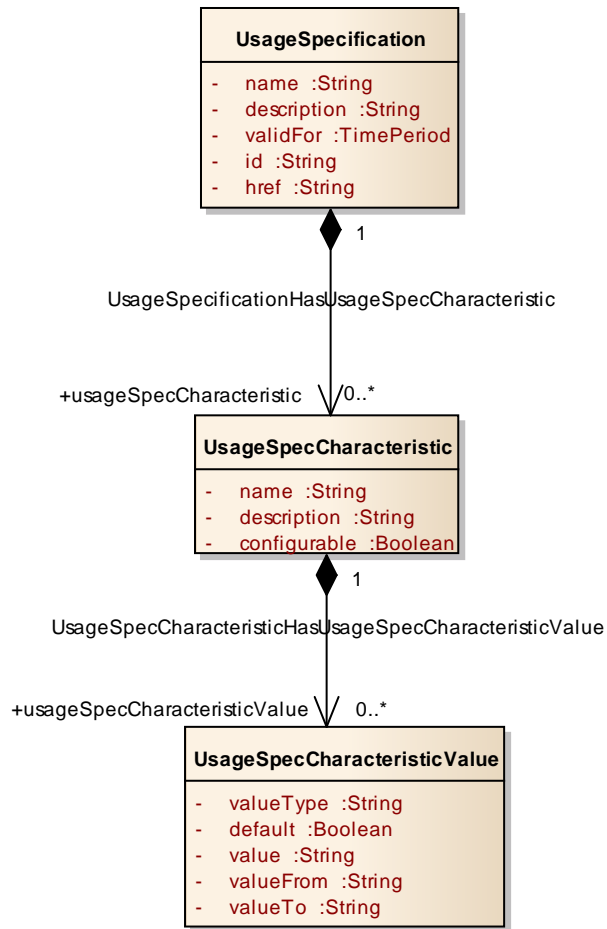 UsageSpecification
- name :String
- description :String
- validFor :TimePeriod
- id :String
- href :String
1
UsageSpecificationHasUsageSpecCharacteristic
+usageSpecCharacteristic 0..*
UsageSpecCharacteristic
- name :String
- description :String
- configurable :Boolean
1
UsageSpecCharacteristicHasUsageSpecCharacteristicValue
+usageSpecCharacteristicValue 0..*
UsageSpecCharacteristicValue
- valueType :String
- default :Boolean
- value :String
- valueFrom :String
- valueTo :String